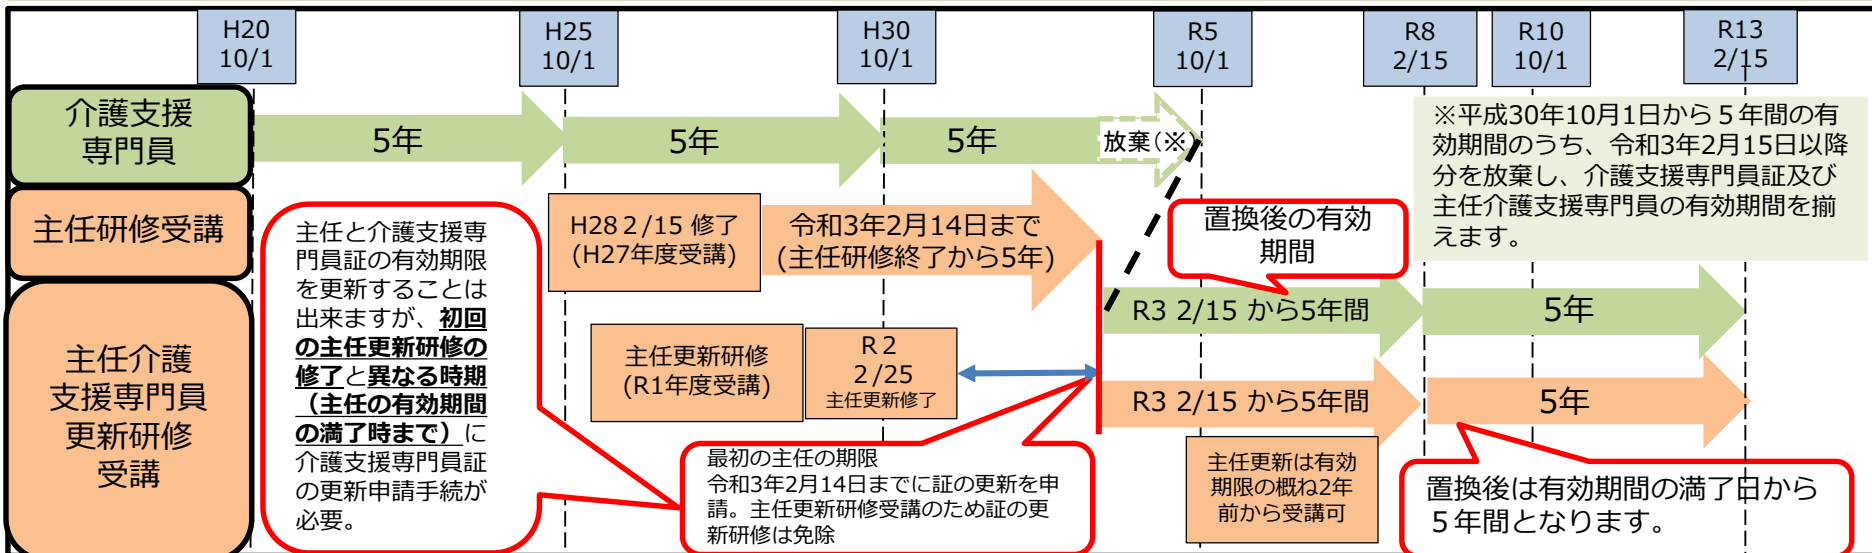 H20
10/1
H25
10/1
H30
10/1
R5
10/1
R8
2/15
R10
10/1
R13
2/15
介護支援
専門員
5年
5年
5年
放棄(※)
※平成30年10月1日から５年間の有
効期間のうち、令和3年2月15日以降
分を放棄し、介護支援専門員証及び
主任介護支援専門員の有効期間を揃
えます。
主任研修受講
H28 2/15 修了
(H27年度受講)
令和3年2月14日まで
(主任研修終了から5年)
置換後の有効
期間
主任と介護支援専
門員証の有効期限
を更新することは
出来ますが、初回
の主任更新研修の
修了と異なる時期
（主任の有効期間
の満了時まで）に
介護支援専門員証
の更新申請手続が
必要。
R3 2/15 から5年間
5年
主任介護
支援専門員
更新研修
受講
主任更新研修
(R1年度受講)
R２
2/25
主任更新修了
R3 2/15 から5年間
5年
最初の主任の期限
令和3年2月14日までに証の更新を申
請。主任更新研修受講のため証の更
新研修は免除
主任更新は有効
期限の概ね2年
前から受講可
置換後は有効期間の満了日から
５年間となります。